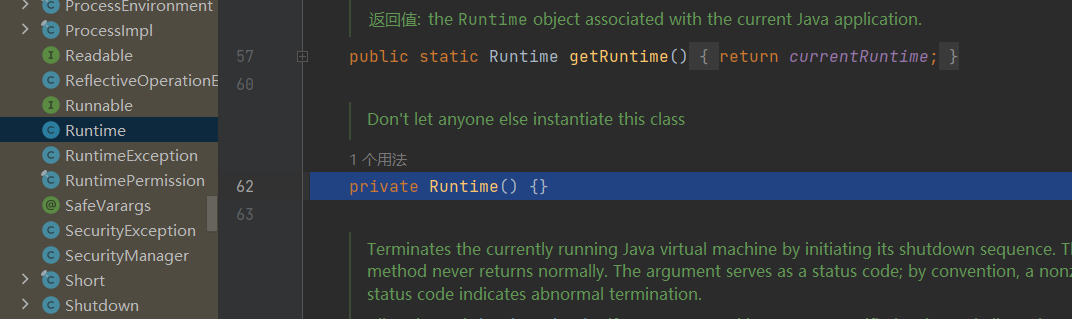 ProcessEnvironment
ProcessImpl
Readable
ReflectiveOperationE
Runnable
Runtime
RuntimeException
RuntimePermission
SafeVarargs
SecurityException
SecurityManager
Short
Shutdown
返回值: the Runtime object associated with the current Java application.
57 public static Runtime getRuntime() { return currentRuntime; }
60
Don't let anyone else instantiate this class
1 个用法
62 private Runtime() {}
63
Terminates the currently running Java virtual machine by initiating its shutdown sequence.
method never returns normally. The argument serves as a status code; by convention, a
status code indicates abnormal termination.